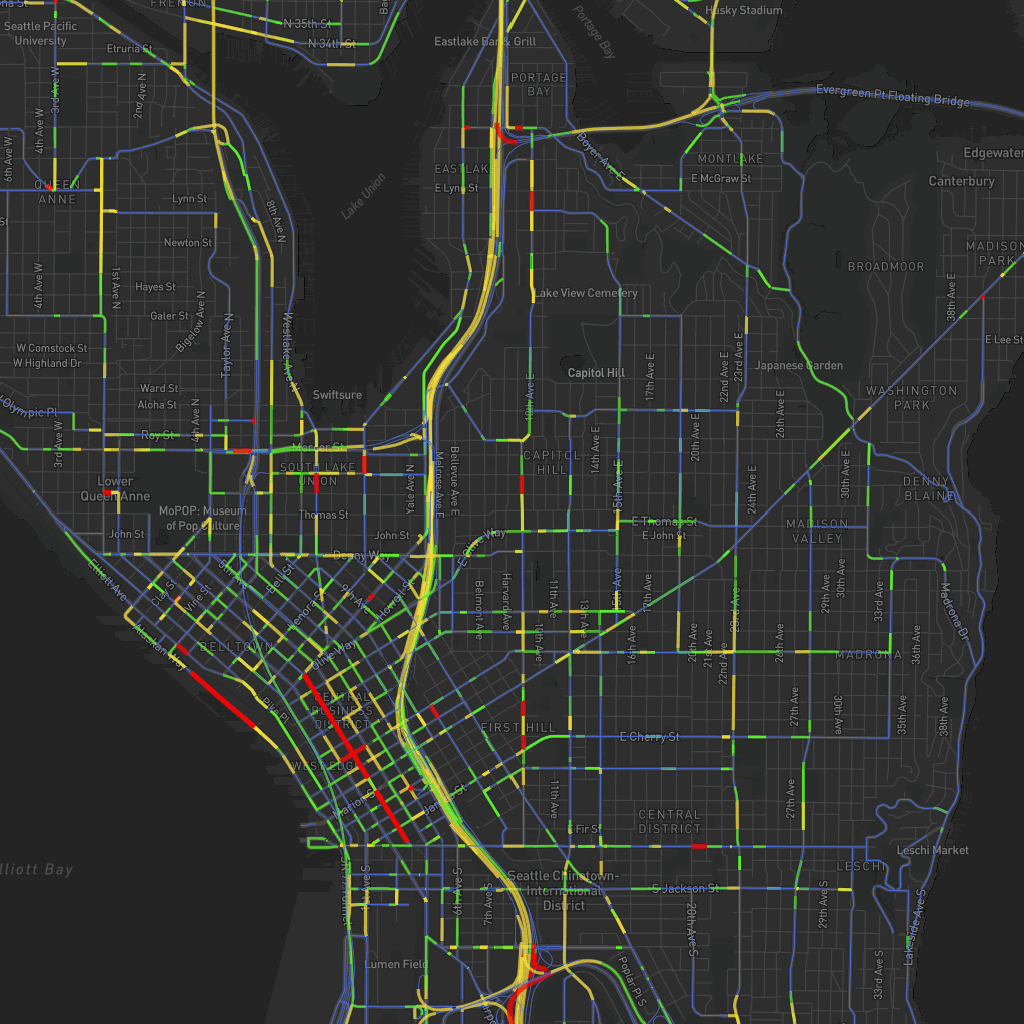 FREMONT
N 35th St
N 34th St
Husky Stadium
Seattle Pacific
University
Etruria St
Eastlake Bar & Grill
Portage Bay
PORTAGE
BAY
3rd Ave W
2nd Ave N
Evergreen Pt Floating Bridge
4th Ave W
6th Ave W
Boyer Ave E
MONTLAKE
Edgewater
EASTLAKE
E McGraw St
E Lynn St
QUEEN
ANNE
Canterbury
Lake Union
Lynn St
8th Ave N
Newton St
MADISON
PARK
BROADMOOR
4th Ave W
1st Ave N
Hayes St
Lake View Cemetery
38th Ave E
Galer St
Bigelow Ave N
Taylor Ave N
Westlake Ave N
W Comstock St
W Highland Dr
E Lee St
23rd Ave E
22nd Ave E
17th Ave E
Japanese Garden
Capitol Hill
Ward St
Aloha St
Swiftsure
10th Ave E
WASHINGTON
PARK
26th Ave E
Olympic Pl
3rd Ave W
4th Ave N
Roy St
Mercer St
14th Ave E
20th Ave E
CAPITOL
HILL
SOUTH LAKE
UNION
Yale Ave N
Melrose Ave E
Bellevue Ave E
15th Ave E
24th Ave E
30th Ave E
DENNY
BLAINE
Lower
Queen Anne
MoPOP: Museum
of Pop Culture
Thomas St
E Thomas St
E John St
MADISON
VALLEY
John St
John St
E Olive Way
Denny Way
Elliott Ave
Clay St
Vine St
5th Ave
Bell St
Lenora St
9th Ave
Howell St
Belmont Ave
Harvard Ave
11th Ave
13th Ave
15th Ave
17th Ave
23rd Ave
29th Ave
30th Ave
33rd Ave
Madrona Dr
Alaskan Way
BELLTOWN
Olive Way
10th Ave
16th Ave
20th Ave
21st Ave
22nd Ave
26th Ave
MADRONA
36th Ave
CENTRAL
BUSINESS
DISTRICT
Pike Pl
FIRST HILL
E Cherry St
27th Ave
30th Ave
35th Ave
38th Ave
WEST EDGE
Marion St
James St
11th Ave
27th Ave
CENTRAL
DISTRICT
E Fir St
Leschi Market
LESCHI
Elliott Bay
SR 99 Tunnel
1st Ave S
6th Ave S
7th Ave S
Seattle Chinatown-
International
District
S Jackson St
20th Ave S
29th Ave S
Lakeside Ave S
Lumen Field
Poplar Pl S
33rd Ave S